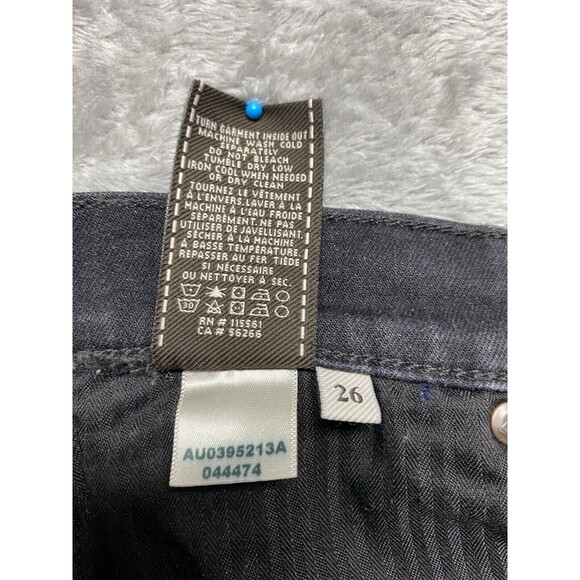 TURN GARMENT INSIDE OUT
MACHINE WASH COLD
SEPARATELY
DO NOT BLEACH
TUMBLE DRY LOW
IRON COOL WHEN NEEDED
OR DRY CLEAN
TOURNEZ LE VÊTEMENT
À L'ENVERS.LAVER À LA
MACHINE À L'EAU FROIDE
SÉPARÉMENT. NE PAS
UTILISER DE JAVELLISANT.
SÉCHER À LA MACHINE
À BASSE TEMPÉRATURE.
REPASSER AU FER TIÈDE
SI NÉCESSAIRE
OU NETTOYER À SEC.
30
RN # 115561
CA # 56266
26
AU0395213A
044474